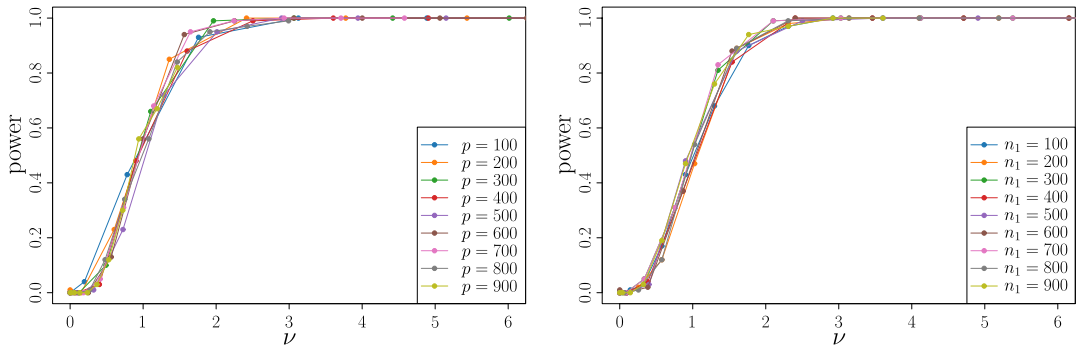 power
1.0
0.8
0.6
0.4
0.2
0.0
0 1 2 3 4 5 6
ν
p = 100
p = 200
p = 300
p = 400
p = 500
p = 600
p = 700
p = 800
p = 900
power
1.0
0.8
0.6
0.4
0.2
0.0
0 1 2 3 4 5 6
ν
n₁ = 100
n₁ = 200
n₁ = 300
n₁ = 400
n₁ = 500
n₁ = 600
n₁ = 700
n₁ = 800
n₁ = 900